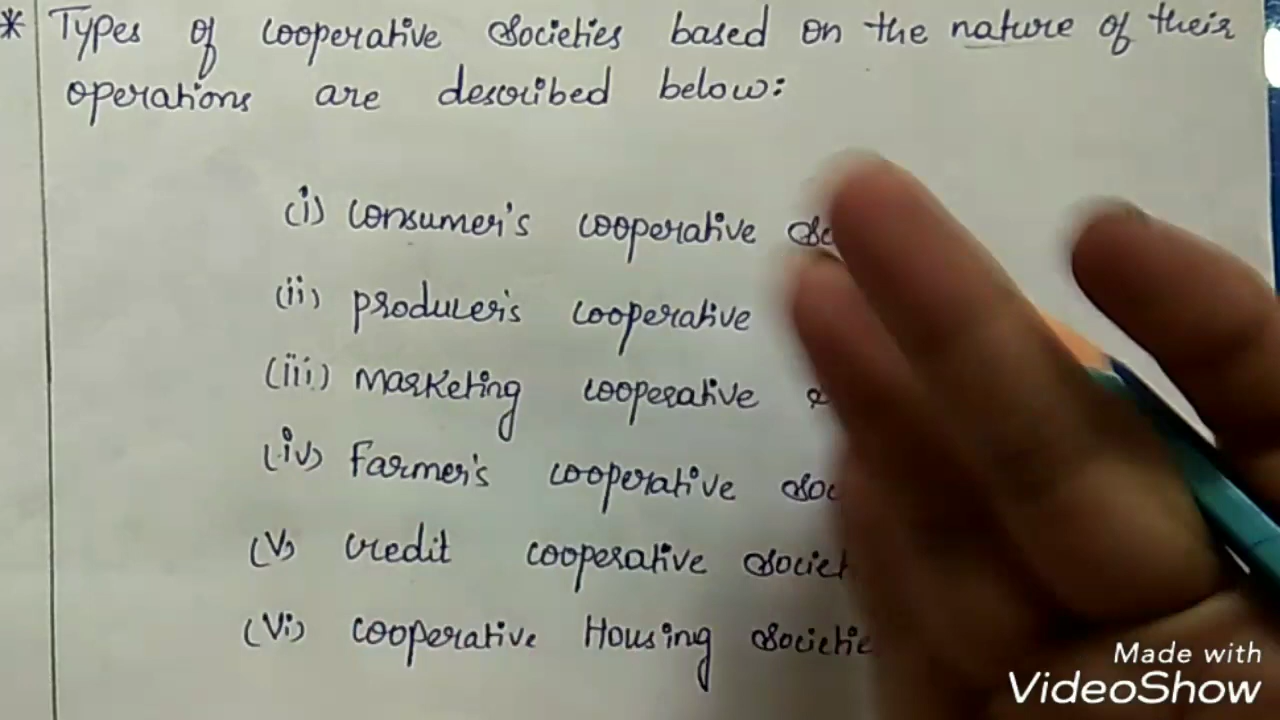 * Types of cooperative Societies based on the nature of their
operations are described below:
(i) Consumer's cooperative
(ii) producer's cooperative
(iii) Marketing cooperative
(iv) Farmer's cooperative
(v) credit cooperative
(vi) cooperative Housing
Made with
VideoShow